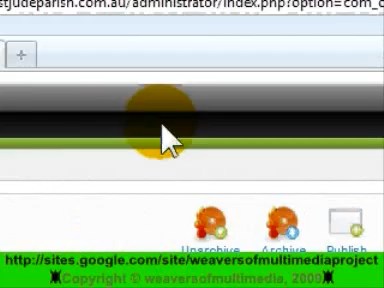 stjudeparish.com.au/administrator/index.php?option=com_c
Unarchive Archive Publish
http://sites.google.com/site/weaversofmultimediaproject
Copyright © weaversofmultimedia, 2009